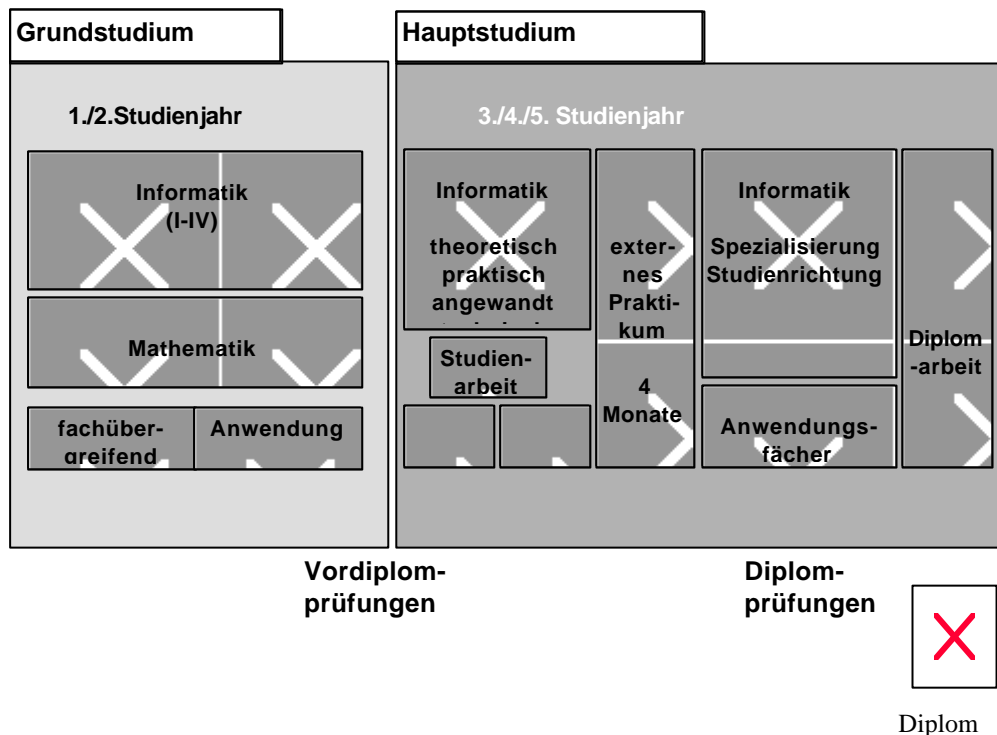 Grundstudium
Hauptstudium
1./2.Studienjahr
3./4./5. Studienjahr
Informatik
(I-IV)
Mathematik
fachüber-
greifend
Anwendung
Informatik
theoretisch
praktisch
angewandt
Studien-
arbeit
exter-
nes
Prakti-
kum
4
Monate
Informatik
Spezialisierung
Studienrichtung
Anwendungs-
fächer
Diplom
-arbeit
Vordiplom-
prüfungen
Diplom-
prüfungen
Diplom